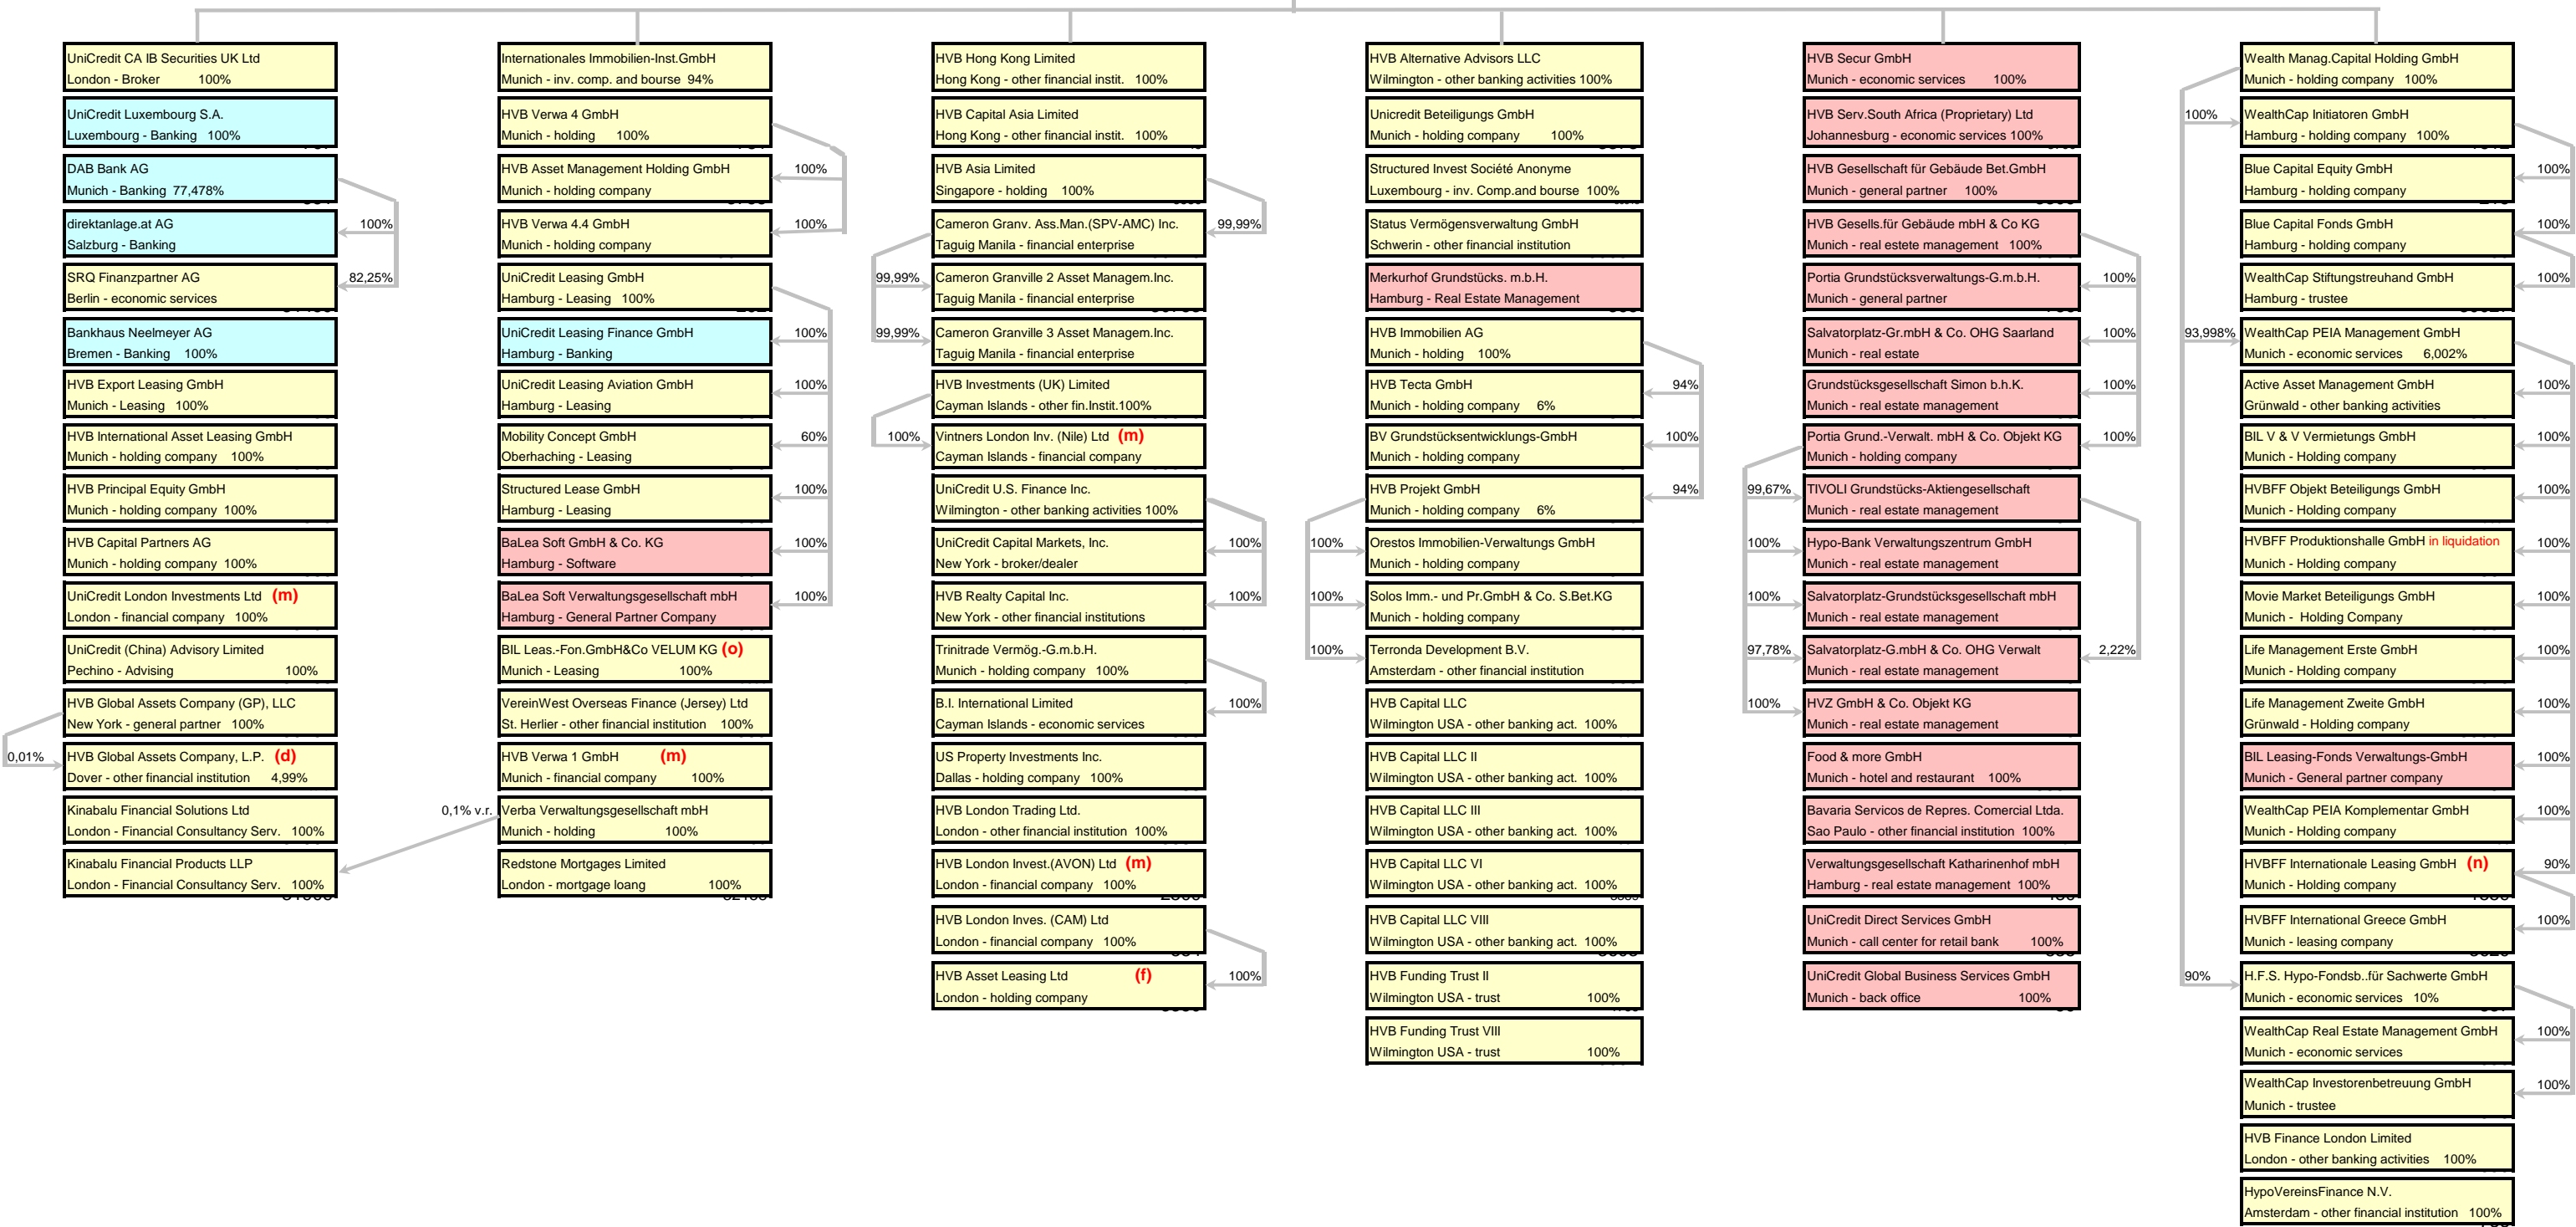 UniCredit CA IB Securities UK Ltd
London - Broker 100%
UniCredit Luxembourg S.A.
Luxembourg - Banking 100%
DAB Bank AG
Munich - Banking 77,478%
direktanlage.at AG
Salzburg - Banking
100%
SRQ Finanzpartner AG
Berlin - economic services
82,25%
Bankhaus Neelmeyer AG
Bremen - Banking 100%
HVB Export Leasing GmbH
Munich - Leasing 100%
HVB International Asset Leasing GmbH
Munich - holding company 100%
HVB Principal Equity GmbH
Munich - holding company 100%
HVB Capital Partners AG
Munich - holding company 100%
UniCredit London Investments Ltd (m)
London - financial company 100%
UniCredit (China) Advisory Limited
Pechino - Advising 100%
HVB Global Assets Company (GP), LLC
New York - general partner 100%
0,01%
HVB Global Assets Company, L.P. (d)
Dover - other financial institution 4,99%
Kinabalu Financial Solutions Ltd
London - Financial Consultancy Serv. 100%
Kinabalu Financial Products LLP
London - Financial Consultancy Serv. 100%
Internationales Immobilien-Inst.GmbH
Munich - inv. comp. and bourse 94%
HVB Verwa 4 GmbH
Munich - holding 100%
HVB Asset Management Holding GmbH
Munich - holding company
100%
HVB Verwa 4.4 GmbH
Munich - holding company
100%
UniCredit Leasing GmbH
Hamburg - Leasing 100%
UniCredit Leasing Finance GmbH
Hamburg - Banking
100%
UniCredit Leasing Aviation GmbH
Hamburg - Leasing
100%
Mobility Concept GmbH
Oberhaching - Leasing
60%
Structured Lease GmbH
Hamburg - Leasing
100%
BaLea Soft GmbH & Co. KG
Hamburg - Software
100%
BaLea Soft Verwaltungsgesellschaft mbH
Hamburg - General Partner Company
100%
BIL Leas.-Fon.GmbH&Co VELUM KG (o)
Munich - Leasing 100%
VereinWest Overseas Finance (Jersey) Ltd
St. Herlier - other financial institution 100%
HVB Verwa 1 GmbH (m)
Munich - financial company 100%
0,1% v.r.
Verba Verwaltungsgesellschaft mbH
Munich - holding 100%
Redstone Mortgages Limited
London - mortgage loang 100%
HVB Hong Kong Limited
Hong Kong - other financial instit. 100%
HVB Capital Asia Limited
Hong Kong - other financial instit. 100%
HVB Asia Limited
Singapore - holding 100%
Cameron Granv. Ass.Man.(SPV-AMC) Inc.
Taguig Manila - financial enterprise
99,99%
99,99%
Cameron Granville 2 Asset Managem.Inc.
Taguig Manila - financial enterprise
99,99%
Cameron Granville 3 Asset Managem.Inc.
Taguig Manila - financial enterprise
HVB Investments (UK) Limited
Cayman Islands - other fin.Instit.100%
100%
Vintners London Inv. (Nile) Ltd (m)
Cayman Islands - financial company
UniCredit U.S. Finance Inc.
Wilmington - other banking activities 100%
UniCredit Capital Markets, Inc.
New York - broker/dealer
100%
HVB Realty Capital Inc.
New York - other financial institutions
100%
Trinitrade Vermög.-G.m.b.H.
Munich - holding company 100%
B.I. International Limited
Cayman Islands - economic services
100%
US Property Investments Inc.
Dallas - holding company 100%
HVB London Trading Ltd.
London - other financial institution 100%
HVB London Invest.(AVON) Ltd (m)
London - financial company 100%
HVB London Inves. (CAM) Ltd
London - financial company 100%
HVB Asset Leasing Ltd (f)
London - holding company
100%
HVB Alternative Advisors LLC
Wilmington - other banking activities 100%
Unicredit Beteiligungs GmbH
Munich - holding company 100%
Structured Invest Société Anonyme
Luxembourg - inv. Comp.and bourse 100%
Status Vermögensverwaltung GmbH
Schwerin - other financial institution
Merkurhof Grundstücks. m.b.H.
Hamburg - Real Estate Management
HVB Immobilien AG
Munich - holding 100%
HVB Tecta GmbH
Munich - holding company 6%
94%
BV Grundstücksentwicklungs-GmbH
Munich - holding company
100%
HVB Projekt GmbH
Munich - holding company 6%
94%
100%
Orestos Immobilien-Verwaltungs GmbH
Munich - holding company
100%
Solos Imm.- und Pr.GmbH & Co. S.Bet.KG
Munich - holding company
100%
Terronda Development B.V.
Amsterdam - other financial institution
HVB Capital LLC
Wilmington USA - other banking act. 100%
HVB Capital LLC II
Wilmington USA - other banking act. 100%
HVB Capital LLC III
Wilmington USA - other banking act. 100%
HVB Capital LLC VI
Wilmington USA - other banking act. 100%
HVB Capital LLC VIII
Wilmington USA - other banking act. 100%
HVB Funding Trust II
Wilmington USA - trust 100%
HVB Funding Trust VIII
Wilmington USA - trust 100%
HVB Secur GmbH
Munich - economic services 100%
HVB Serv.South Africa (Proprietary) Ltd
Johannesburg - economic services 100%
HVB Gesellschaft für Gebäude Bet.GmbH
Munich - general partner 100%
HVB Gesells.für Gebäude mbH & Co KG
Munich - real estate management 100%
Portia Grundstücksverwaltungs-G.m.b.H.
Munich - general partner
100%
Salvatorplatz-Gr.mbH & Co. OHG Saarland
Munich - real estate
100%
Grundstücksgesellschaft Simon b.h.K.
Munich - real estate management
100%
Portia Grund.-Verwalt. mbH & Co. Objekt KG
Munich - holding company
100%
99,67%
TIVOLI Grundstücks-Aktiengesellschaft
Munich - real estate management
100%
Hypo-Bank Verwaltungszentrum GmbH
Munich - real estate management
100%
Salvatorplatz-Grundstücksgesellschaft mbH
Munich - real estate management
97,78%
Salvatorplatz-G.mbH & Co. OHG Verwalt
Munich - real estate management
2,22%
100%
HVZ GmbH & Co. Objekt KG
Munich - real estate management
Food & more GmbH
Munich - hotel and restaurant 100%
Bavaria Servicos de Repres. Comercial Ltda.
Sao Paulo - other financial institution 100%
Verwaltungsgesellschaft Katharinenhof mbH
Hamburg - real estate management 100%
UniCredit Direct Services GmbH
Munich - call center for retail bank 100%
UniCredit Global Business Services GmbH
Munich - back office 100%
Wealth Manag.Capital Holding GmbH
Munich - holding company 100%
100%
WealthCap Initiatoren GmbH
Hamburg - holding company 100%
Blue Capital Equity GmbH
Hamburg - holding company
100%
Blue Capital Fonds GmbH
Hamburg - holding company
100%
WealthCap Stiftungstreuhand GmbH
Hamburg - trustee
100%
93,998%
WealthCap PEIA Management GmbH
Munich - economic services 6,002%
Active Asset Management GmbH
Grünwald - other banking activities
100%
BIL V & V Vermietungs GmbH
Munich - Holding company
100%
HVBFF Objekt Beteiligungs GmbH
Munich - Holding company
100%
HVBFF Produktionshalle GmbH in liquidation
Munich - Holding company
100%
Movie Market Beteiligungs GmbH
Munich - Holding Company
100%
Life Management Erste GmbH
Munich - Holding company
100%
Life Management Zweite GmbH
Grünwald - Holding company
100%
BIL Leasing-Fonds Verwaltungs-GmbH
Munich - General partner company
100%
WealthCap PEIA Komplementar GmbH
Munich - Holding company
100%
HVBFF Internationale Leasing GmbH (n)
Munich - Holding company
90%
HVBFF International Greece GmbH
Munich - leasing company
100%
90%
H.F.S. Hypo-Fondsb..für Sachwerte GmbH
Munich - economic services 10%
WealthCap Real Estate Management GmbH
Munich - economic services
100%
WealthCap Investorenbetreuung GmbH
Munich - trustee
100%
HVB Finance London Limited
London - other banking activities 100%
HypoVereinsFinance N.V.
Amsterdam - other financial institution 100%